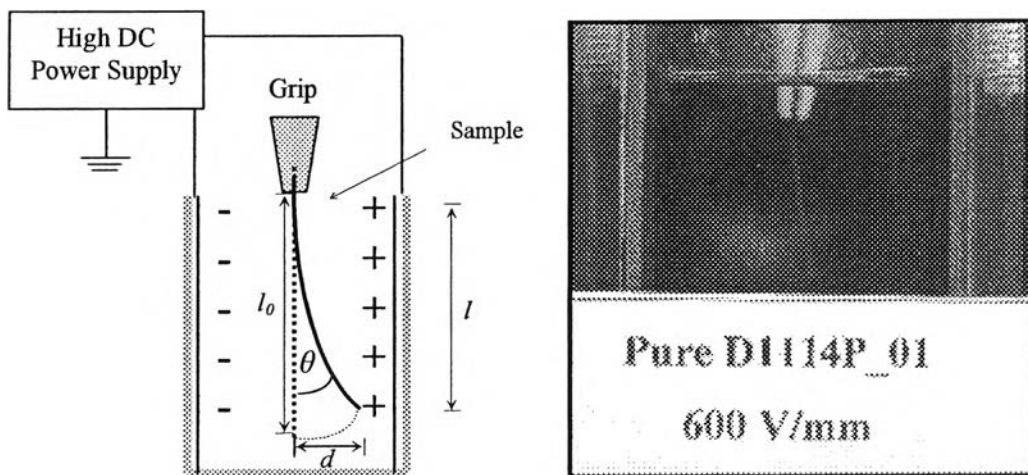 High DC
Power Supply
Grip
Sample
- +
- +
- +
- +
- +
l₀
l
θ
d
Pure D1114P_01
600 V/mm